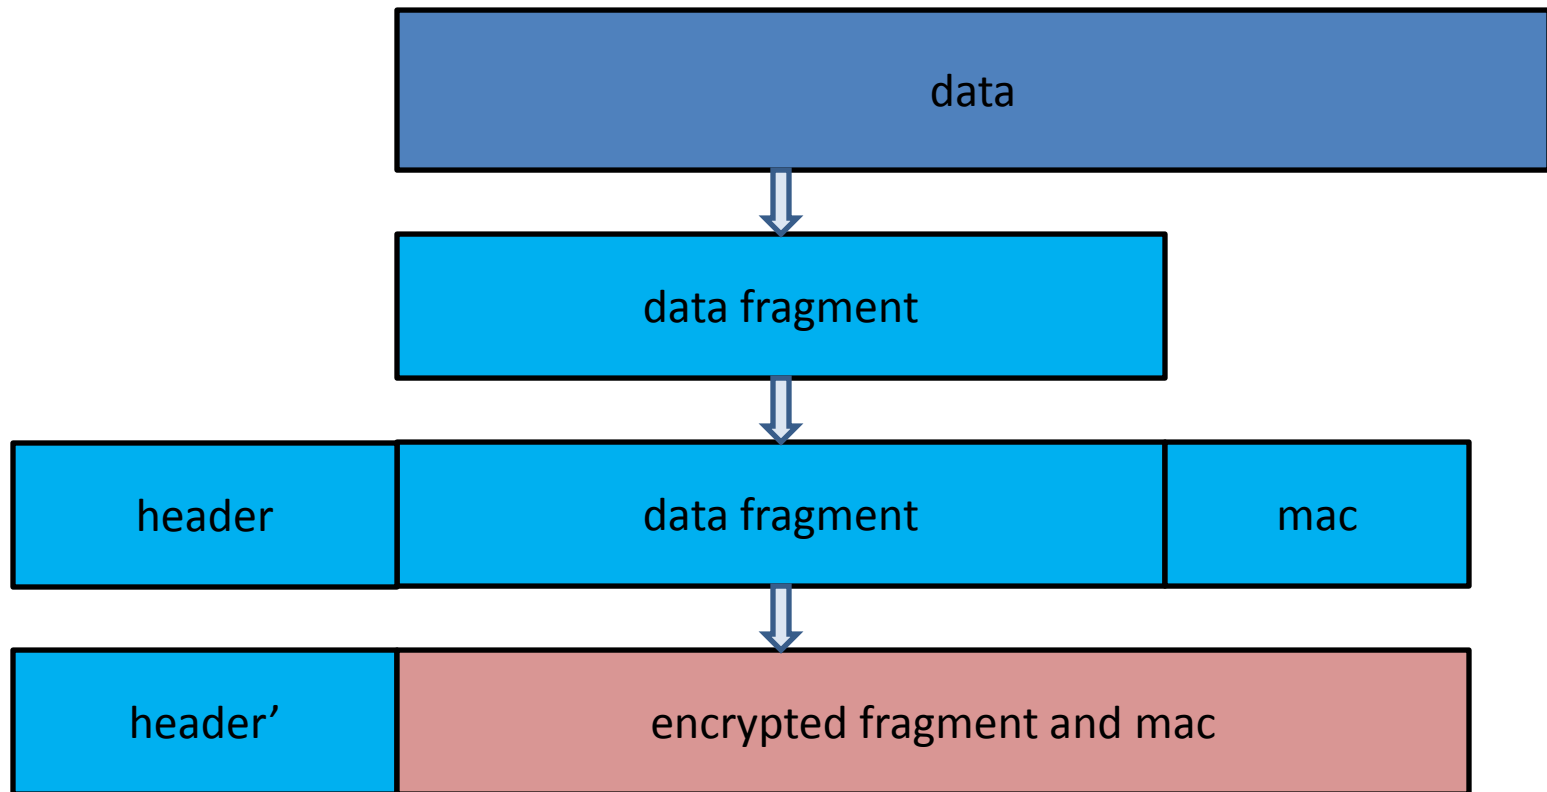 data
data fragment
header data fragment mac
header’ encrypted fragment and mac